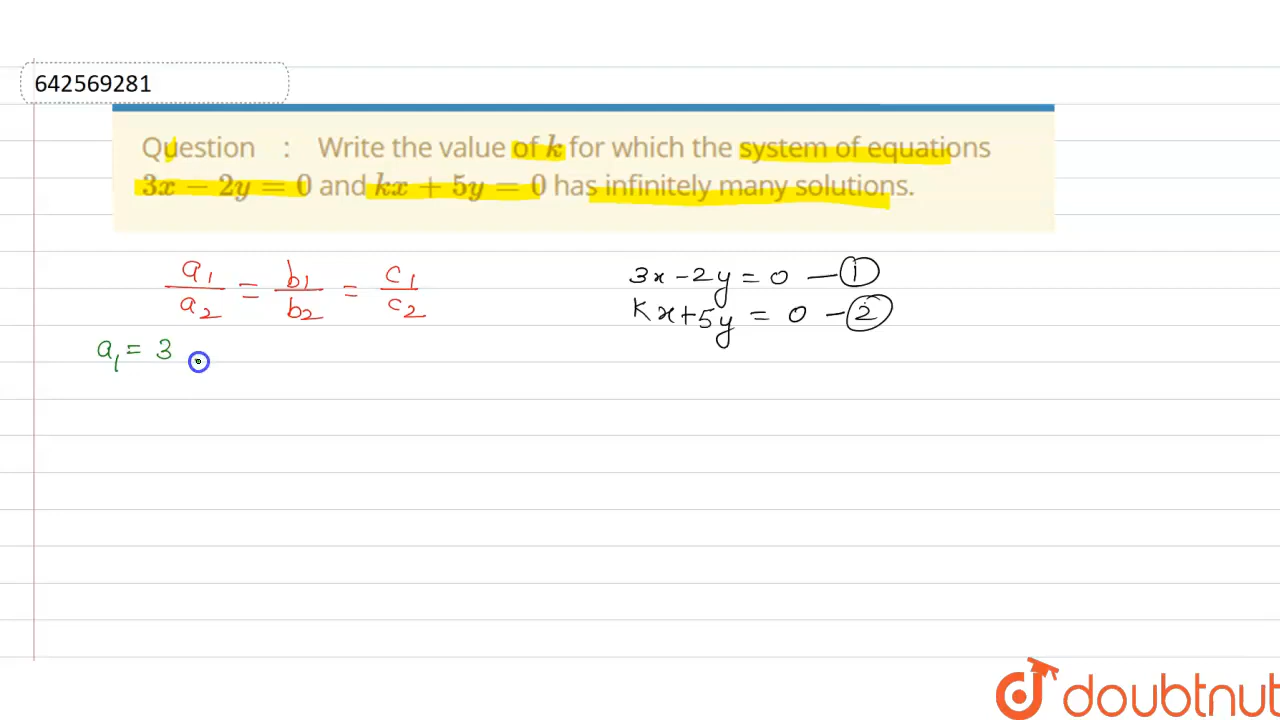 642569281
Question : Write the value of k for which the system of equations
3x − 2y = 0 and kx + 5y = 0 has infinitely many solutions.
a1/a2 = b1/b2 = c1/c2
3x − 2y = 0 — 1
Kx + 5y = 0 — 2
a1 = 3
doubtnut